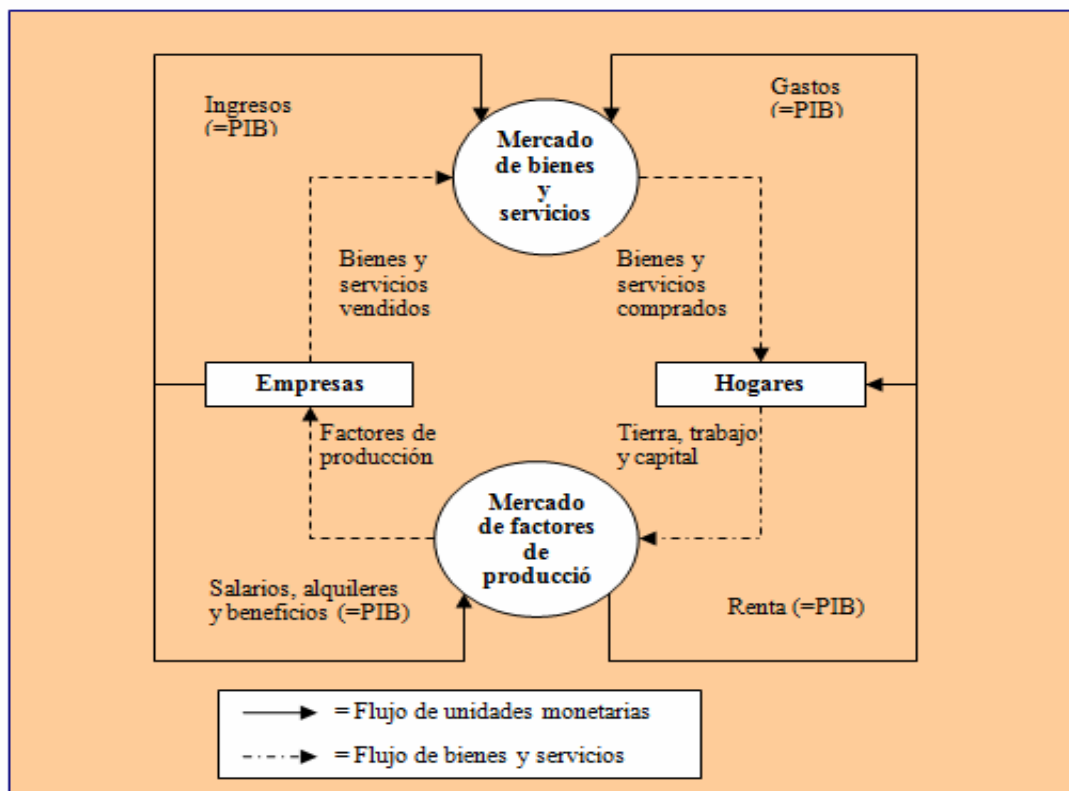 Ingresos
(=PIB)
Gastos
(=PIB)
Mercado
de bienes
y
servicios
Bienes y
servicios
vendidos
Bienes y
servicios
comprados
Empresas
Hogares
Factores de
producción
Tierra, trabajo
y capital
Mercado
de factores
de
producció
Salarios, alquileres
y beneficios (=PIB)
Renta (=PIB)
= Flujo de unidades monetarias
= Flujo de bienes y servicios